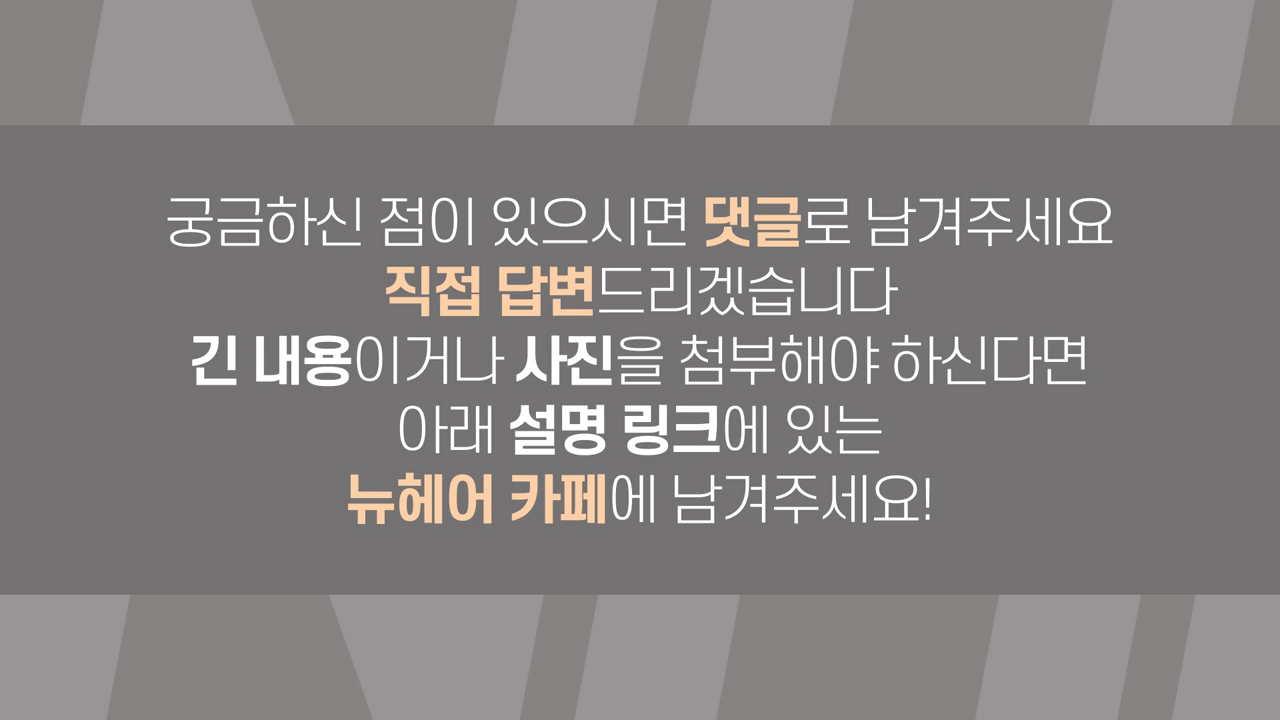 궁금하신 점이 있으시면 댓글로 남겨주세요
직접 답변드리겠습니다
긴 내용이거나 사진을 첨부해야 하신다면
아래 설명 링크에 있는
뉴헤어 카페에 남겨주세요!